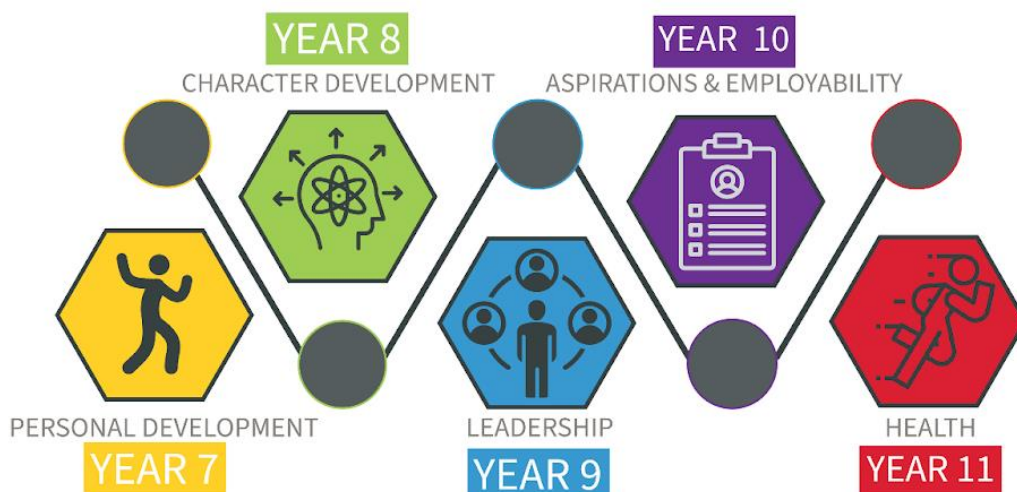 YEAR 8
CHARACTER DEVELOPMENT
YEAR 10
ASPIRATIONS & EMPLOYABILITY
PERSONAL DEVELOPMENT
YEAR 7
LEADERSHIP
YEAR 9
HEALTH
YEAR 11